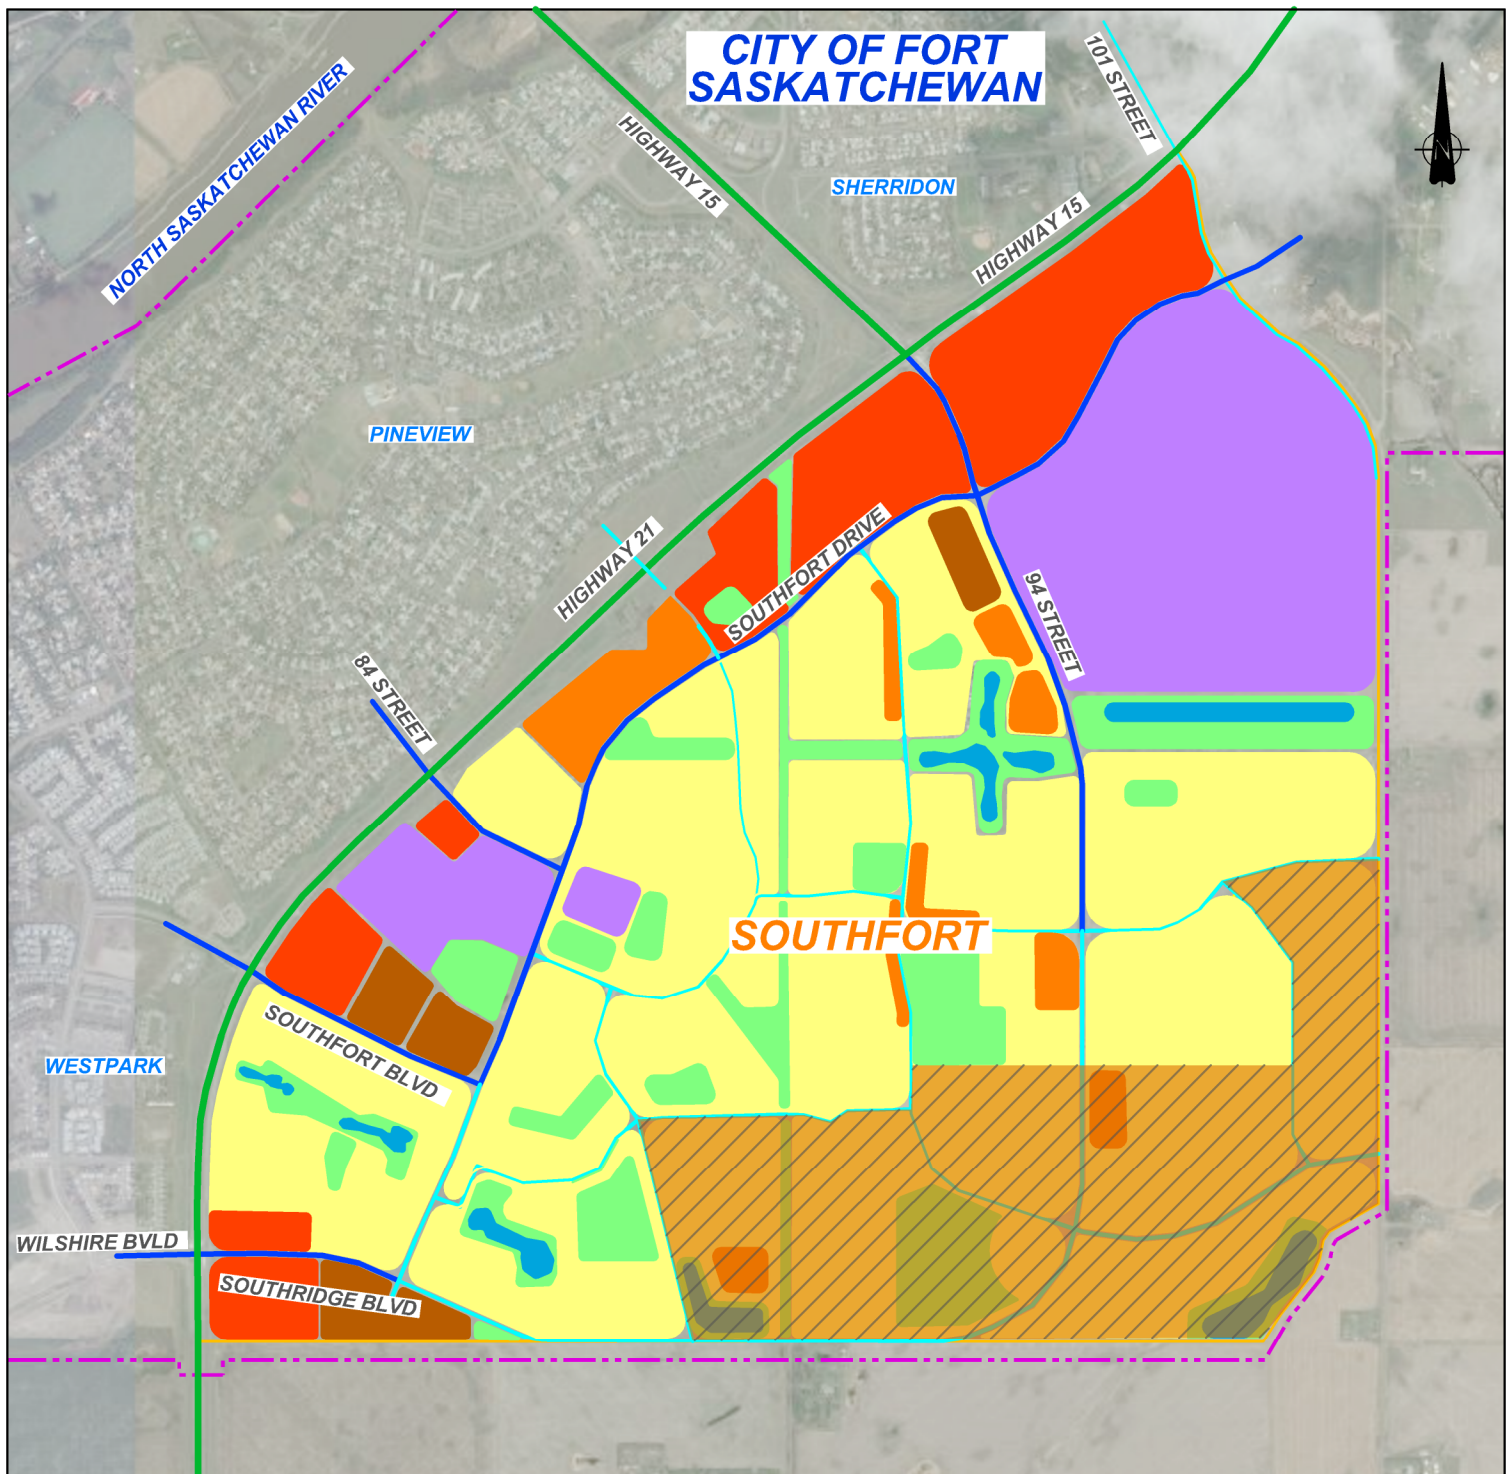 CITY OF FORT
SASKATCHEWAN
101 STREET
NORTH SASKATCHEWAN RIVER
HIGHWAY 15
N
SHERRIDON
HIGHWAY 15
PINEVIEW
HIGHWAY 21
SOUTHFORT DRIVE
94 STREET
84 STREET
SOUTHFORT
SOUTHFORT BLVD
WESTPARK
WILSHIRE BVLD
SOUTHRIDGE BLVD